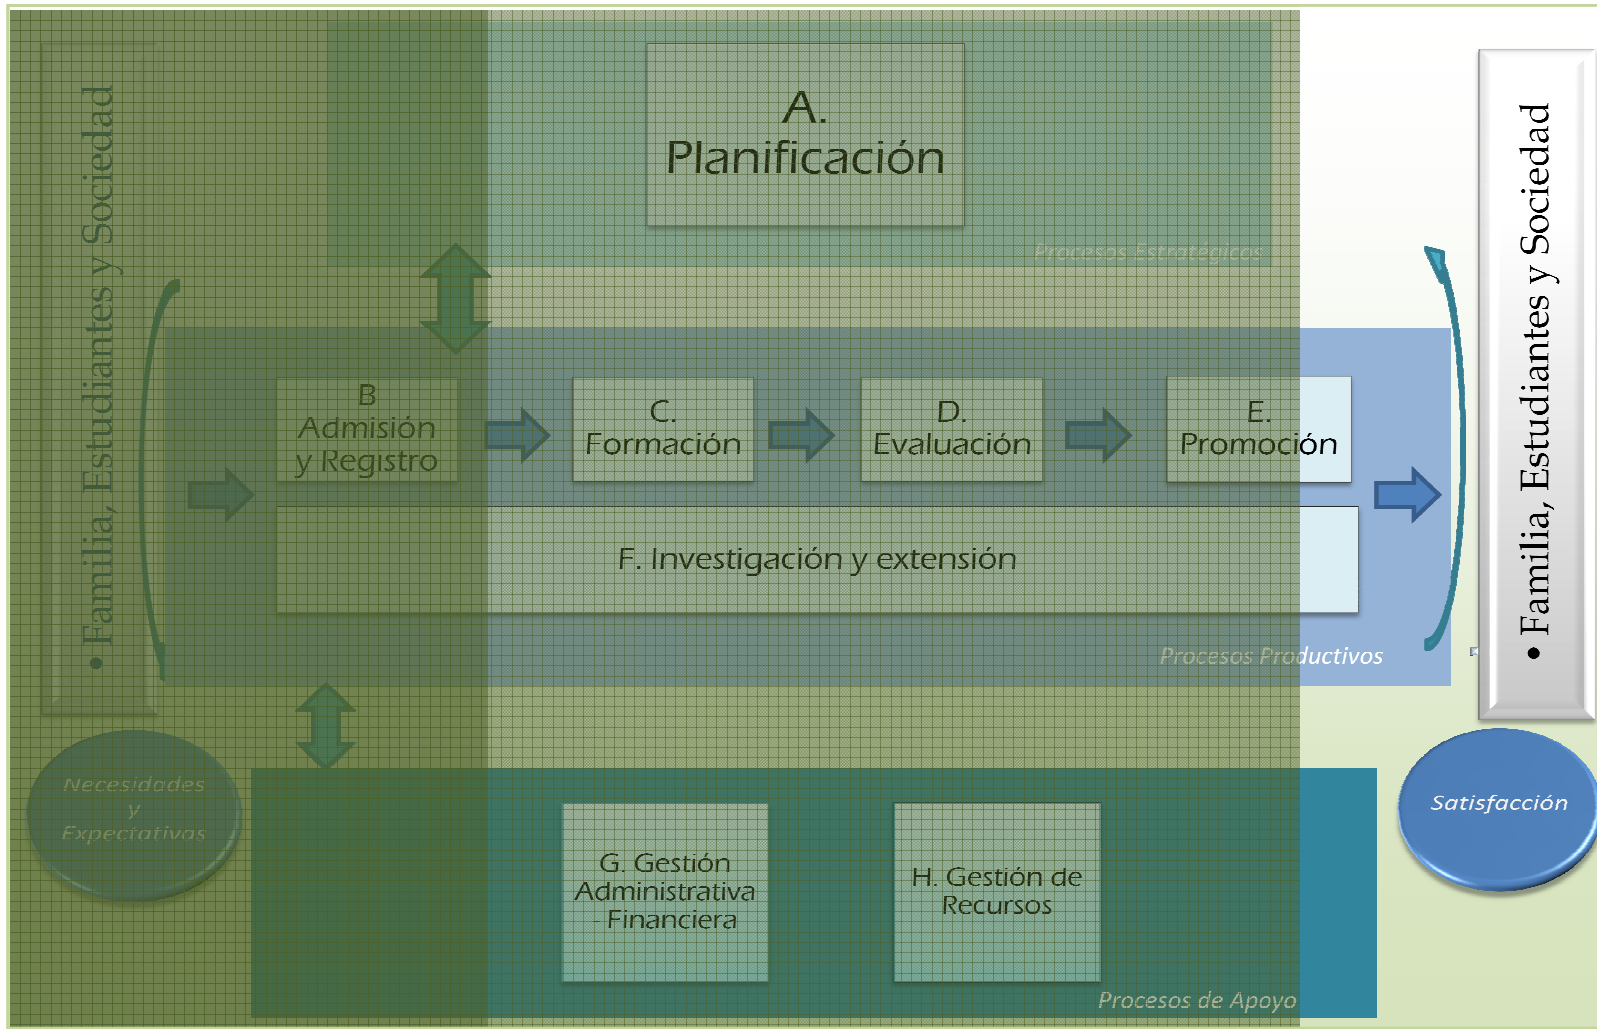 • Familia, Estudiantes y Sociedad
A.
Planificación
Procesos Estratégicos
B
Admisión
y Registro
C.
Formación
D.
Evaluación
E.
Promoción
F. Investigación y extensión
Procesos Productivos
Necesidades
y
Expectativas
G. Gestión
Administrativa
- Financiera
H. Gestión de
Recursos
Procesos de Apoyo
• Familia, Estudiantes y Sociedad
Satisfacción